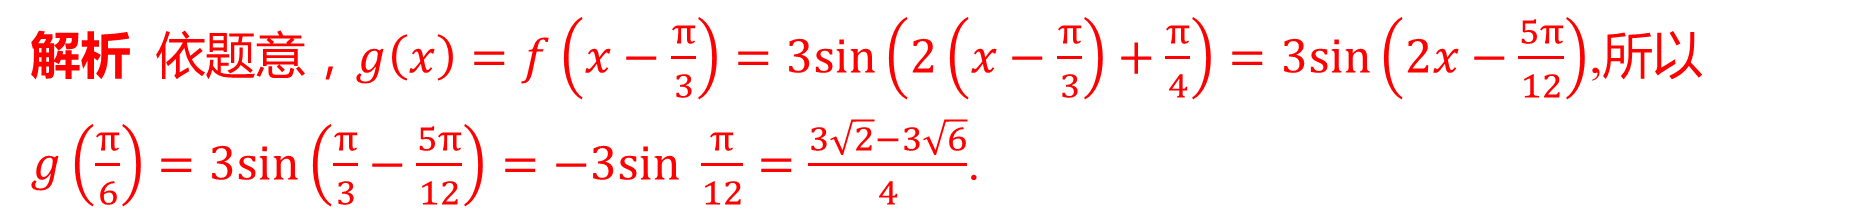 解析 依题意，g(x) = f(x − π/3) = 3sin(2(x − π/3) + π/4) = 3sin(2x − 5π/12),所以
g(π/6) = 3sin(π/3 − 5π/12) = −3sin π/12 = (3√2−3√6)/4.